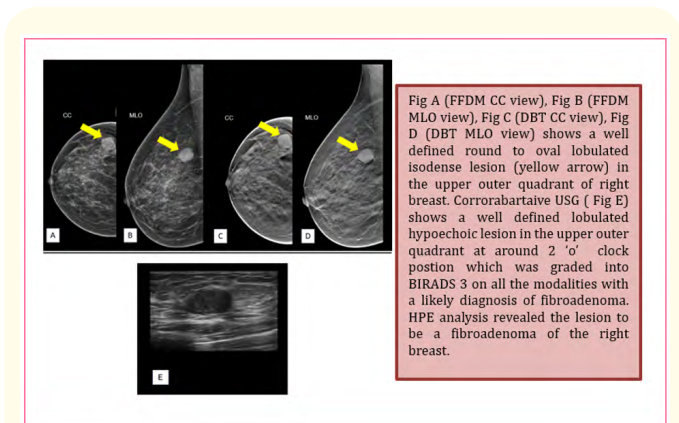 CC
MLO
CC
MLO
A
B
C
D
E
Fig A (FFDM CC view), Fig B (FFDM
MLO view), Fig C (DBT CC view), Fig
D (DBT MLO view) shows a well
defined round to oval lobulated
isodense lesion (yellow arrow) in
the upper outer quadrant of right
breast. Corrorabartaive USG ( Fig E)
shows a well defined lobulated
hypoechoic lesion in the upper outer
quadrant at around 2 ‘o’ clock
postion which was graded into
BIRADS 3 on all the modalities with
a likely diagnosis of fibroadenoma.
HPE analysis revealed the lesion to
be a fibroadenoma of the right
breast.